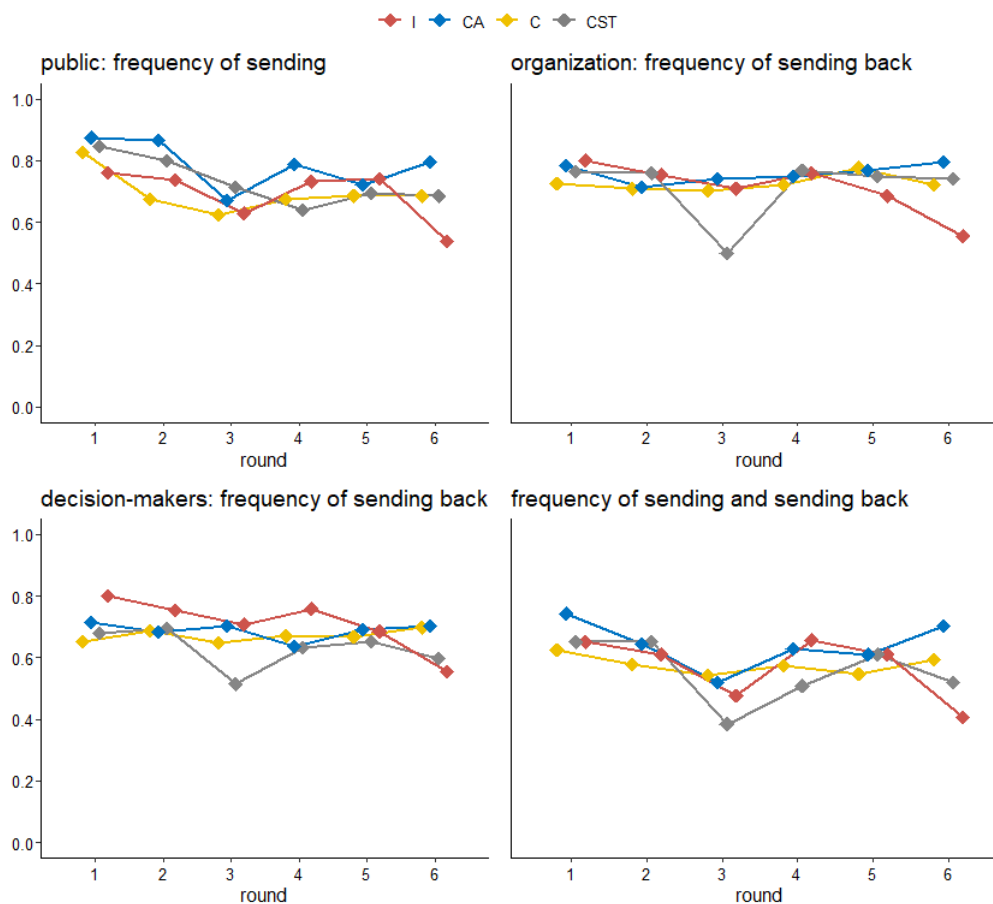 I CA C CST
public: frequency of sending
organization: frequency of sending back
1.0
0.8
0.6
0.4
0.2
0.0
1 2 3 4 5 6
round
1 2 3 4 5 6
round
decision-makers: frequency of sending back
frequency of sending and sending back
1.0
0.8
0.6
0.4
0.2
0.0
1 2 3 4 5 6
round
1 2 3 4 5 6
round